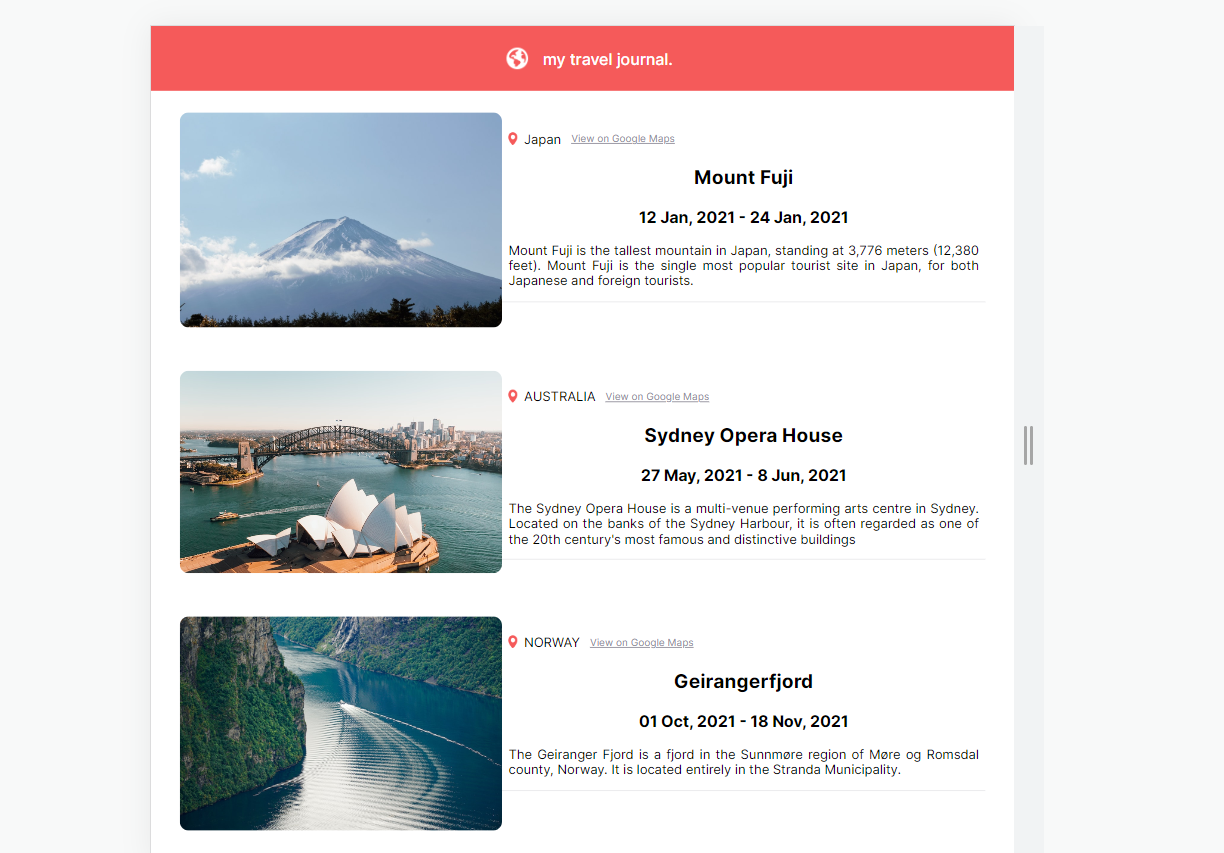 my travel journal.
Japan View on Google Maps
Mount Fuji
12 Jan, 2021 - 24 Jan, 2021
Mount Fuji is the tallest mountain in Japan, standing at 3,776 meters (12,380
feet). Mount Fuji is the single most popular tourist site in Japan, for both
Japanese and foreign tourists.
AUSTRALIA View on Google Maps
Sydney Opera House
27 May, 2021 - 8 Jun, 2021
The Sydney Opera House is a multi-venue performing arts centre in Sydney.
Located on the banks of the Sydney Harbour, it is often regarded as one of
the 20th century's most famous and distinctive buildings
NORWAY View on Google Maps
Geirangerfjord
01 Oct, 2021 - 18 Nov, 2021
The Geiranger Fjord is a fjord in the Sunnmøre region of Møre og Romsdal
county, Norway. It is located entirely in the Stranda Municipality.